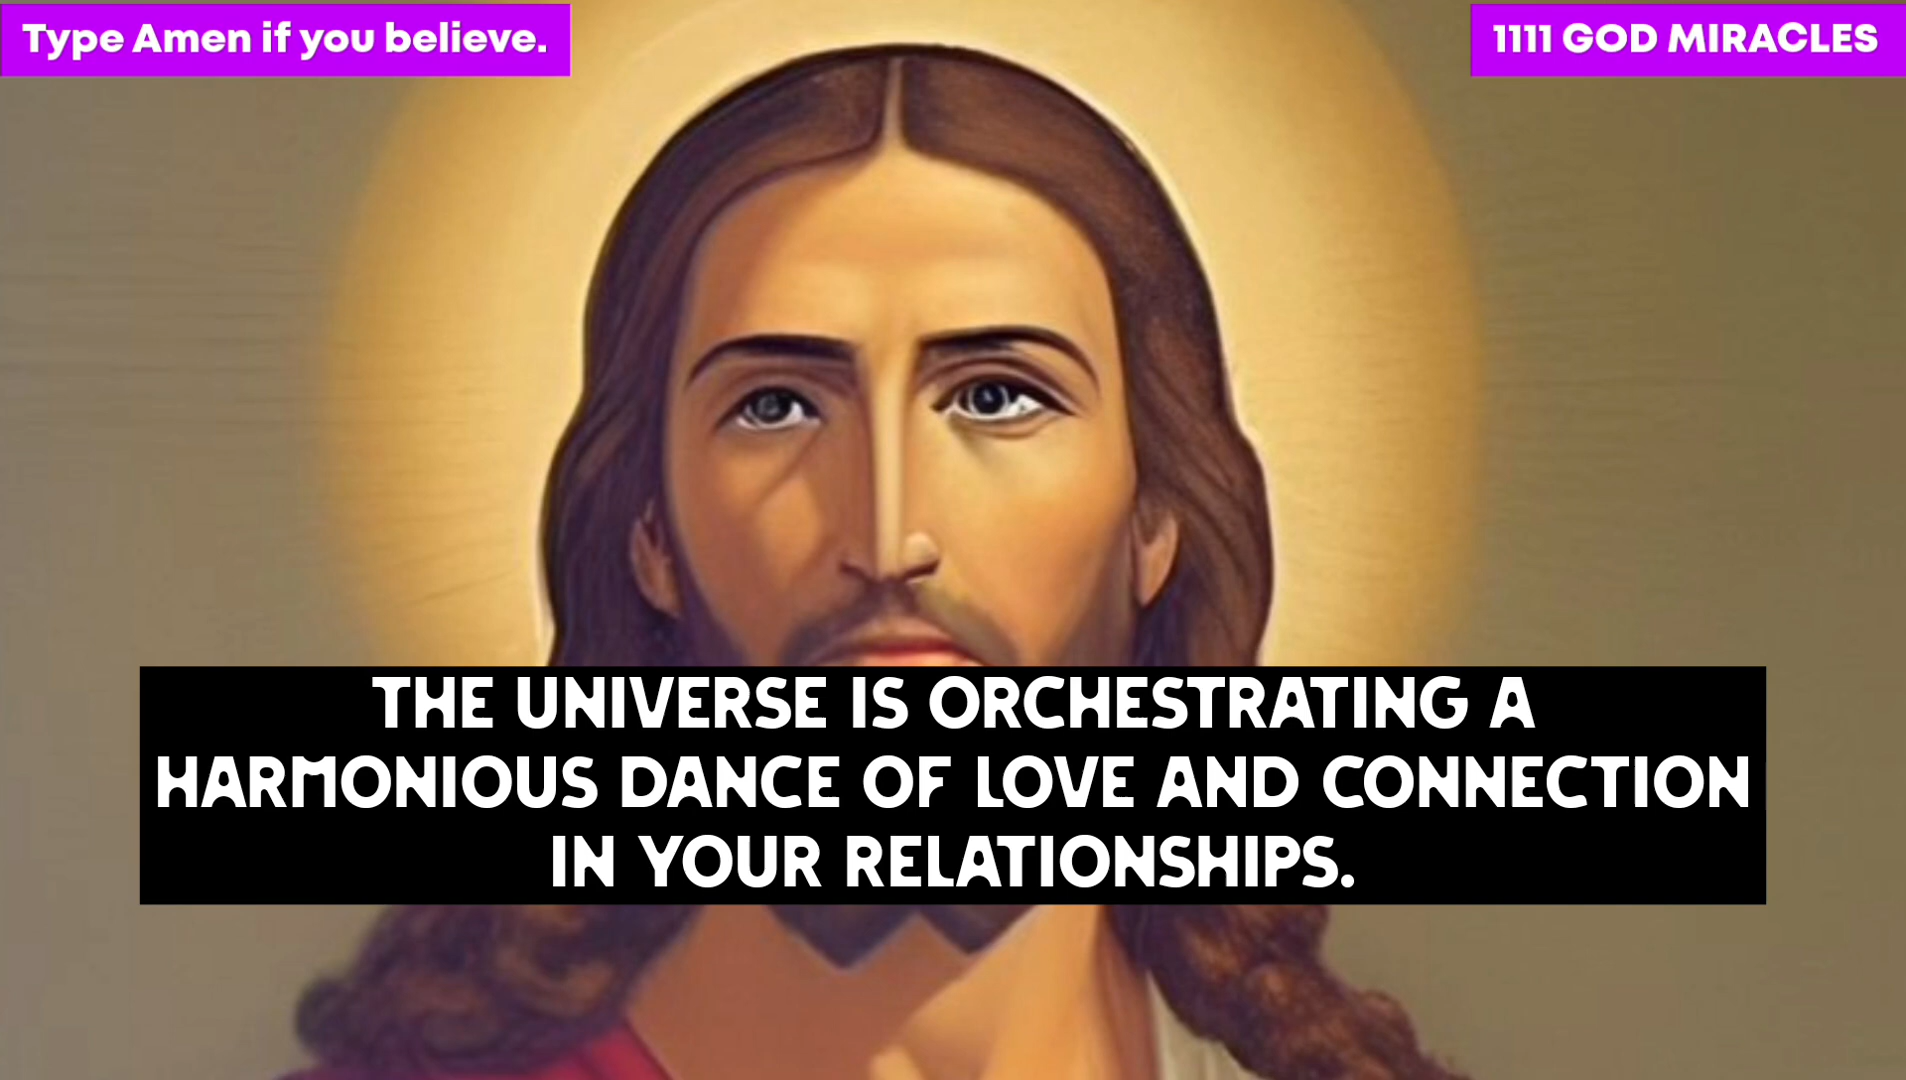 Type Amen if you believe.
1111 GOD MIRACLES
THE UNIVERSE IS ORCHESTRATING A
HARMONIOUS DANCE OF LOVE AND CONNECTION
IN YOUR RELATIONSHIPS.